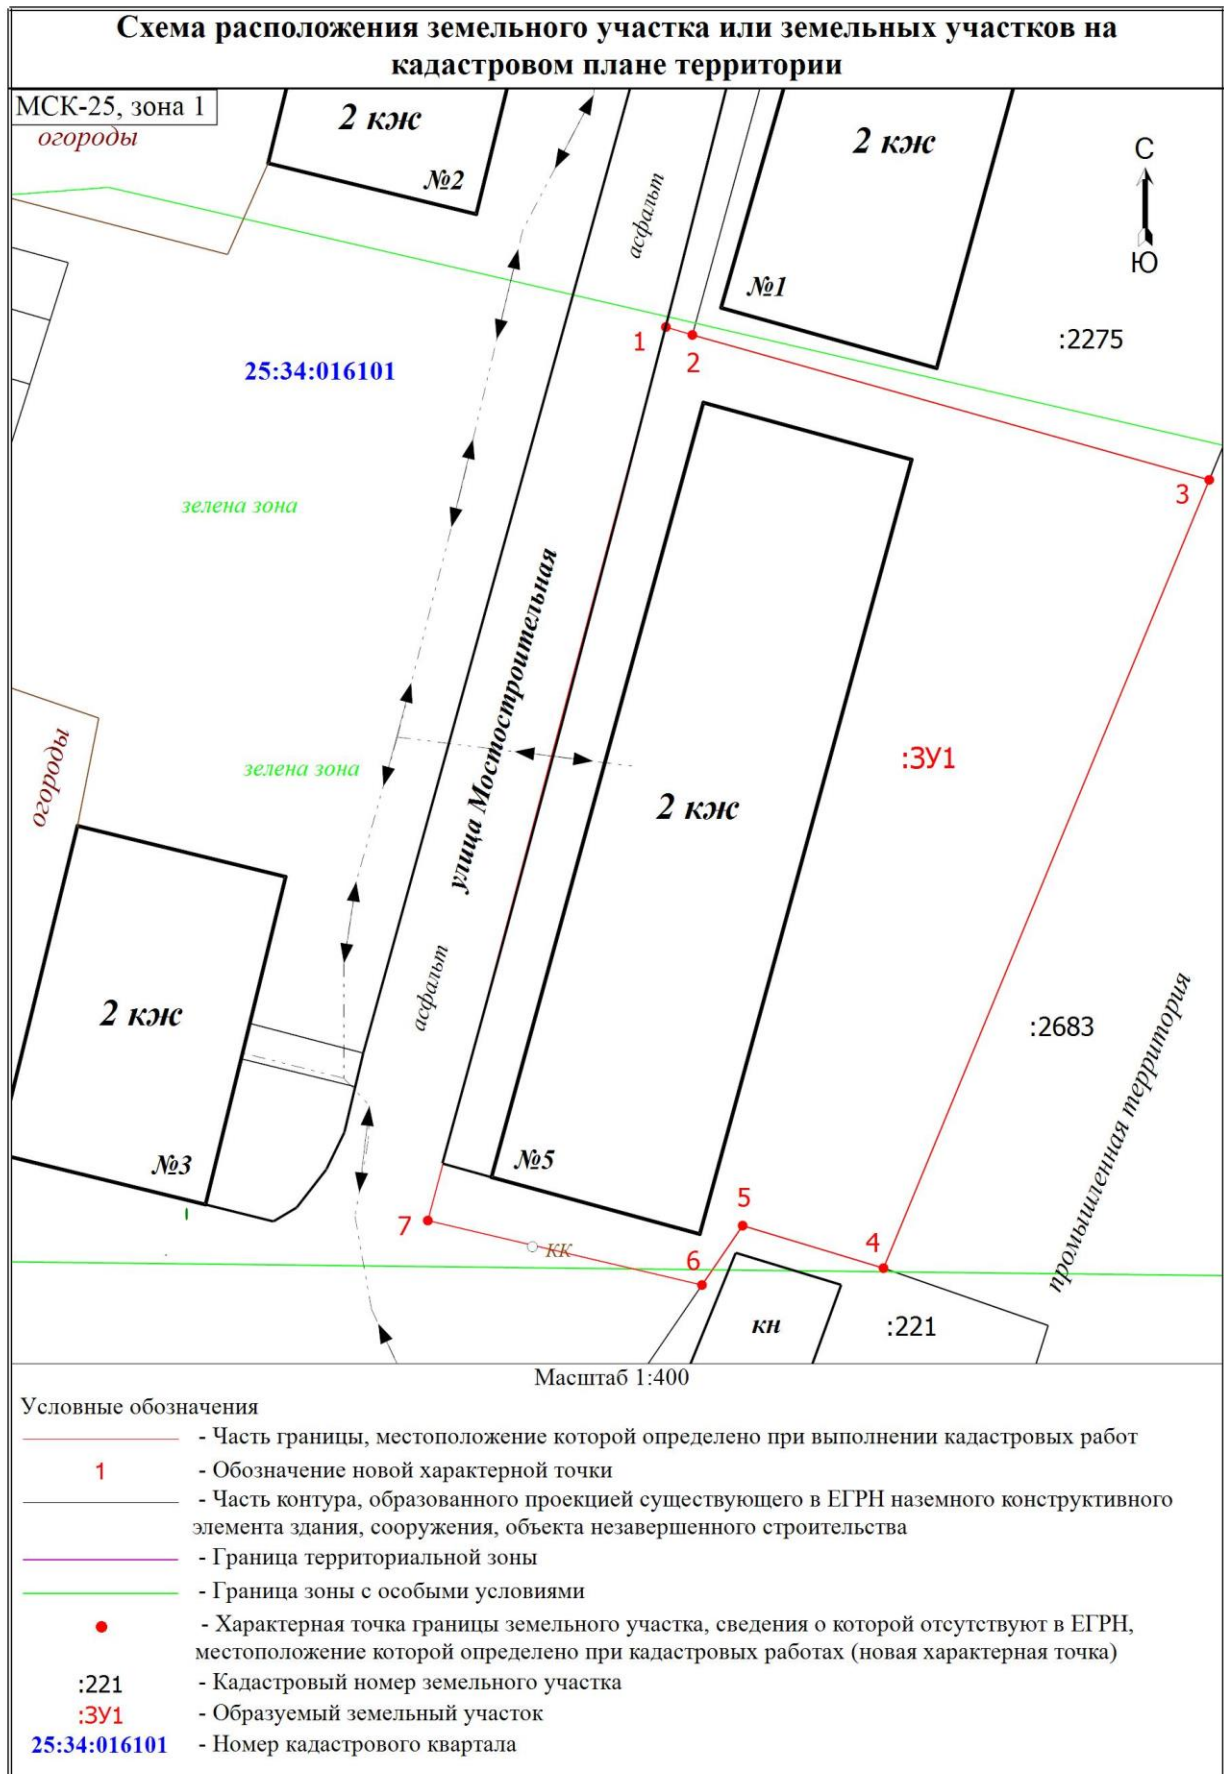 Схема расположения земельного участка или земельных участков на
кадастровом плане территории
МСК-25, зона 1
огороды
2 кж
№2
асфальт
2 кж
№1
С
Ю
:2275
1
2
3
25:34:016101
зелена зона
улица Мостостроительная
:ЗУ1
2 кж
зелена зона
огороды
асфальт
2 кж
№3
:2683
промышленная территория
№5
5
4
7
6
КК
кн
:221
Масштаб 1:400
Условные обозначения
- Часть границы, местоположение которой определено при выполнении кадастровых работ
1 - Обозначение новой характерной точки
- Часть контура, образованного проекцией существующего в ЕГРН наземного конструктивного
элемента здания, сооружения, объекта незавершенного строительства
- Граница территориальной зоны
- Граница зоны с особыми условиями
- Характерная точка границы земельного участка, сведения о которой отсутствуют в ЕГРН,
местоположение которой определено при кадастровых работах (новая характерная точка)
:221 - Кадастровый номер земельного участка
:ЗУ1 - Образуемый земельный участок
25:34:016101 - Номер кадастрового квартала